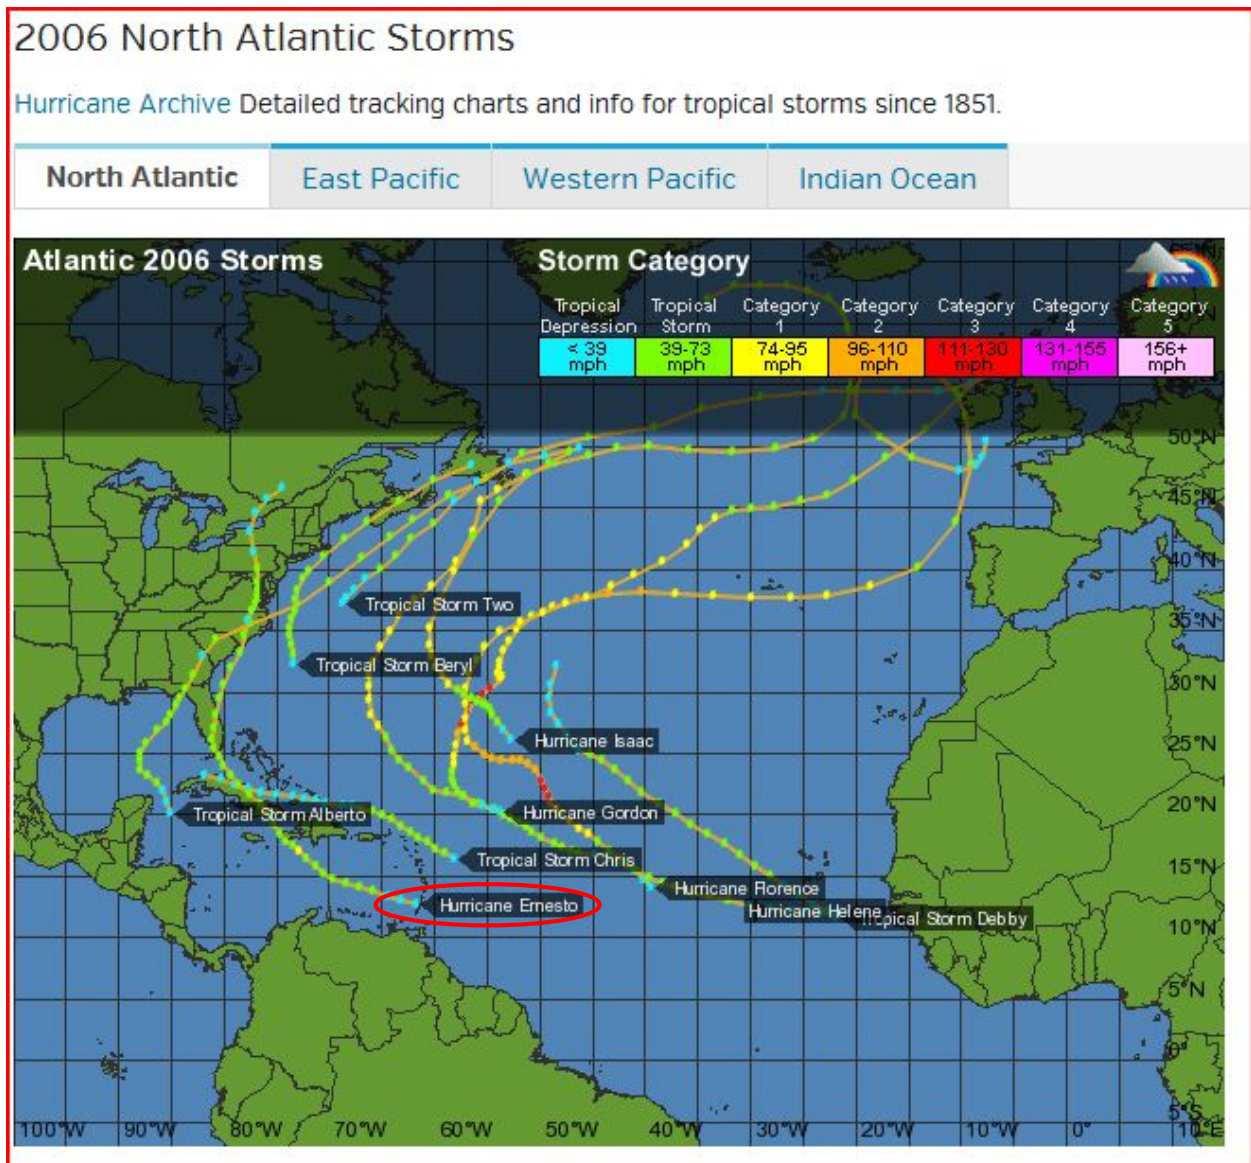 2006 North Atlantic Storms
Hurricane Archive Detailed tracking charts and info for tropical storms since 1851.
North Atlantic East Pacific Western Pacific Indian Ocean
Atlantic 2006 Storms
Storm Category
Tropical Depression Tropical Storm Category 1 Category 2 Category 3 Category 4 Category 5
< 39 mph 39-73 mph 74-95 mph 96-110 mph 111-130 mph 131-155 mph 156+ mph
50°N
45°N
40°N
Tropical Storm Two
35°N
Tropical Storm Beryl
30°N
Hurricane Isaac
25°N
20°N
Tropical Storm Alberto
Hurricane Gordon
Tropical Storm Chris
15°N
Hurricane Florence
Hurricane Ernesto
Hurricane Helene
Storm Debby
10°N
5°N
0°
5°S
100°W 90°W 80°W 70°W 60°W 50°W 40°W 30°W 20°W 10°W 0° 10°E